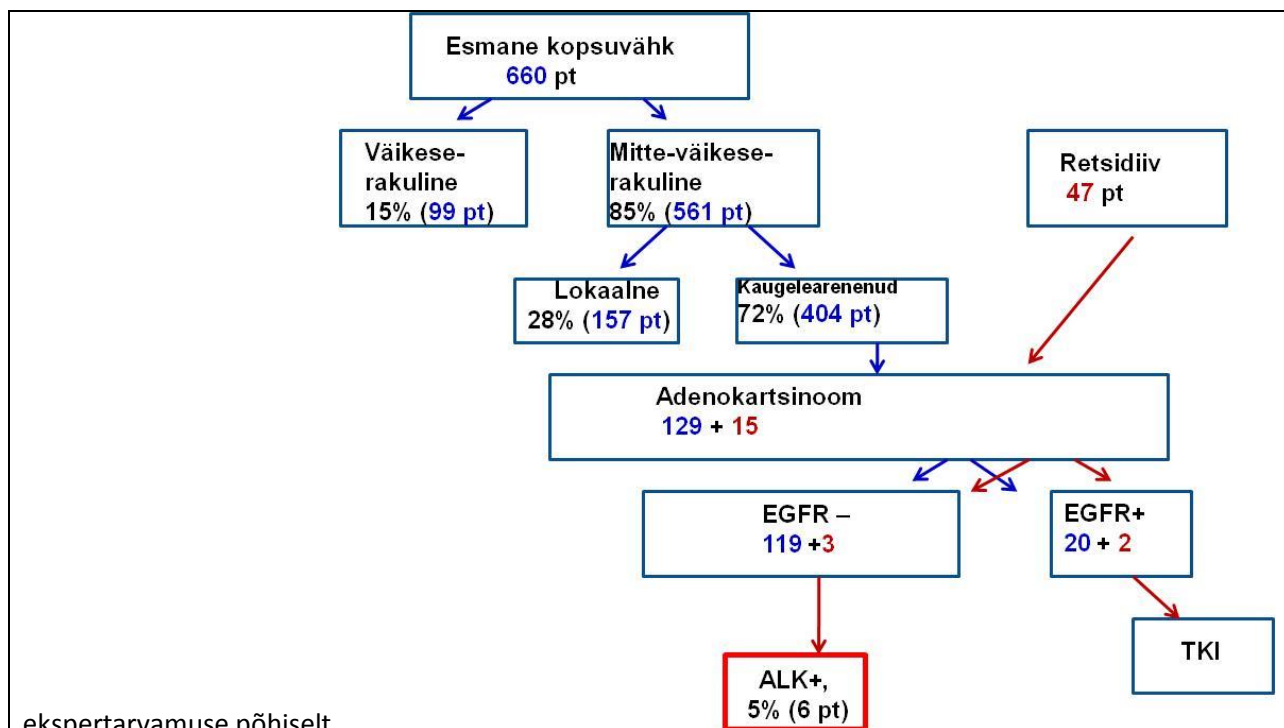 Esmane kopsuvähk
660 pt
Väikese-
rakuline
15% (99 pt)
Mitte-väikese-
rakuline
85% (561 pt)
Retsidiiv
47 pt
Lokaalne
28% (157 pt)
Kaugelearenenud
72% (404 pt)
Adenokartsinoom
129 + 15
EGFR –
119 +3
EGFR+
20 + 2
TKI
ALK+,
5% (6 pt)
ekspertarvamuse põhiselt